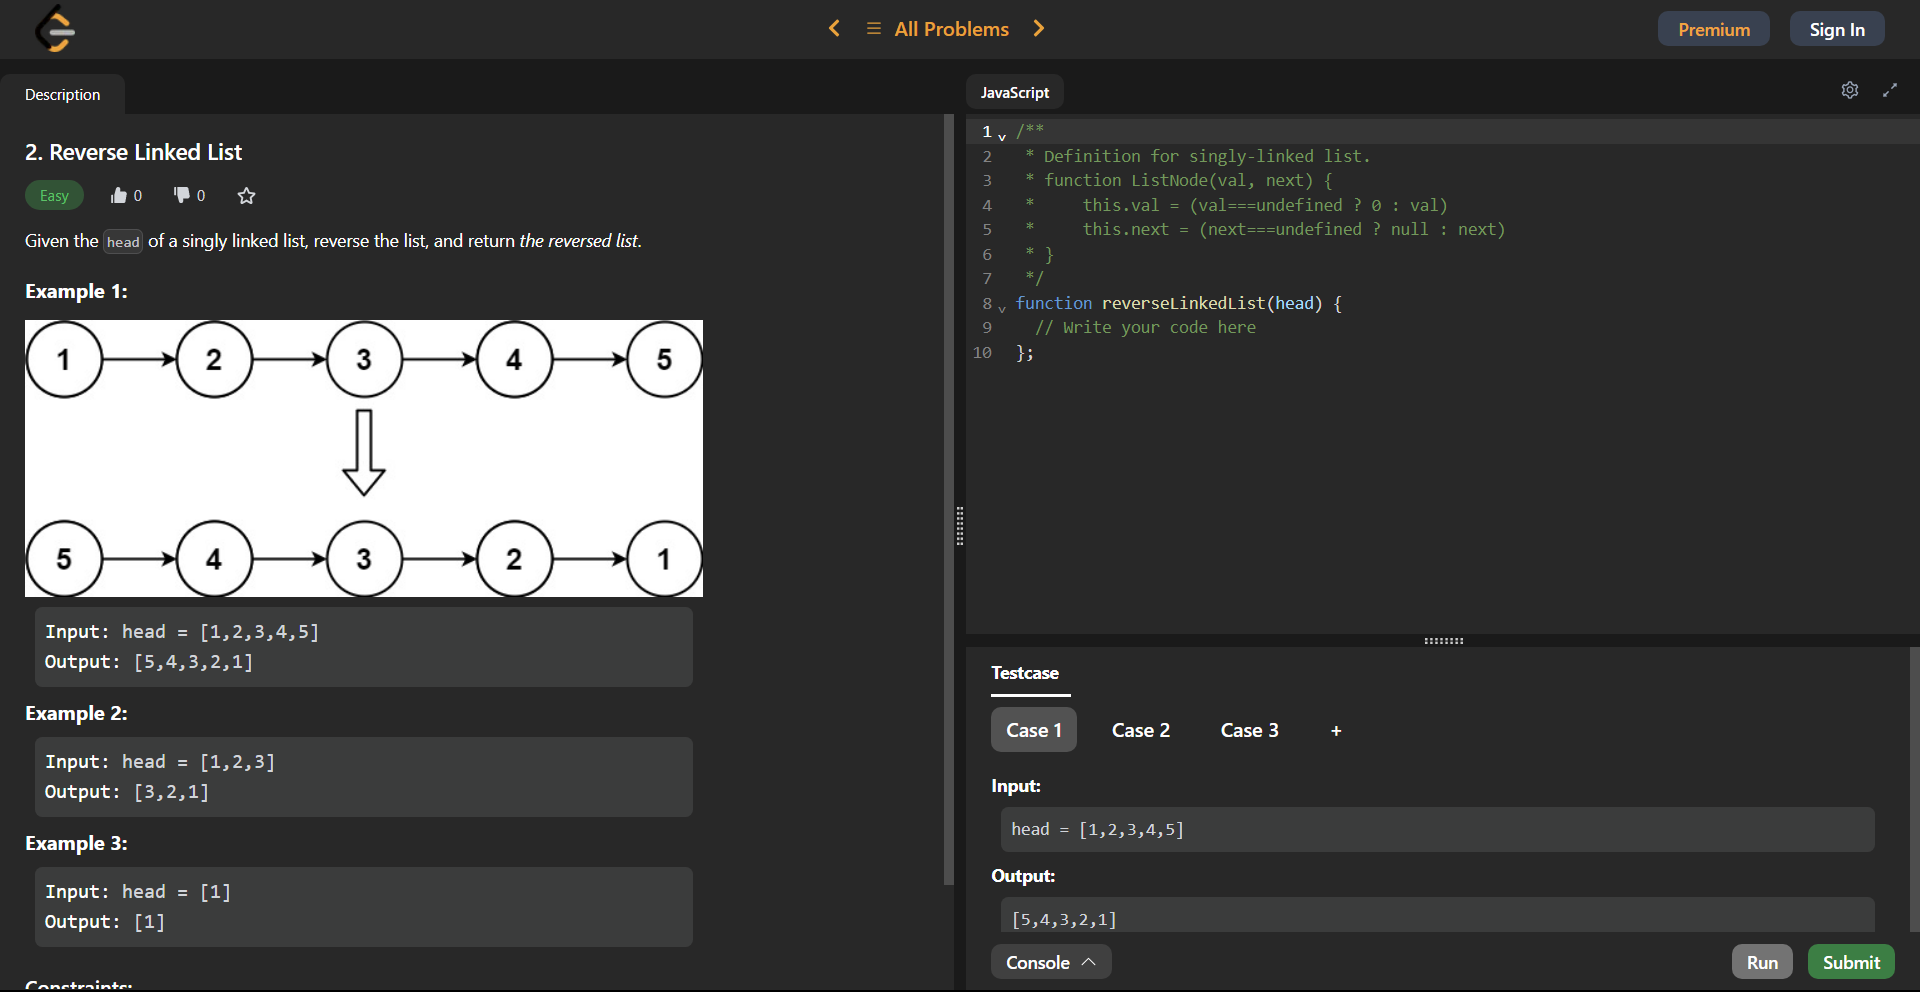 All Problems
Premium
Sign In
Description
2. Reverse Linked List
Easy
0
0
Given the head of a singly linked list, reverse the list, and return the reversed list.
Example 1:
1
2
3
4
5
5
4
3
2
1
Input: head = [1,2,3,4,5]
Output: [5,4,3,2,1]
Example 2:
Input: head = [1,2,3]
Output: [3,2,1]
Example 3:
Input: head = [1]
Output: [1]
Constraints:
JavaScript
1 /**
2  * Definition for singly-linked list.
3  * function ListNode(val, next) {
4  *     this.val = (val===undefined ? 0 : val)
5  *     this.next = (next===undefined ? null : next)
6  * }
7  */
8 function reverseLinkedList(head) {
9   // Write your code here
10 };
Testcase
Case 1
Case 2
Case 3
+
Input:
head = [1,2,3,4,5]
Output:
[5,4,3,2,1]
Console
Run
Submit